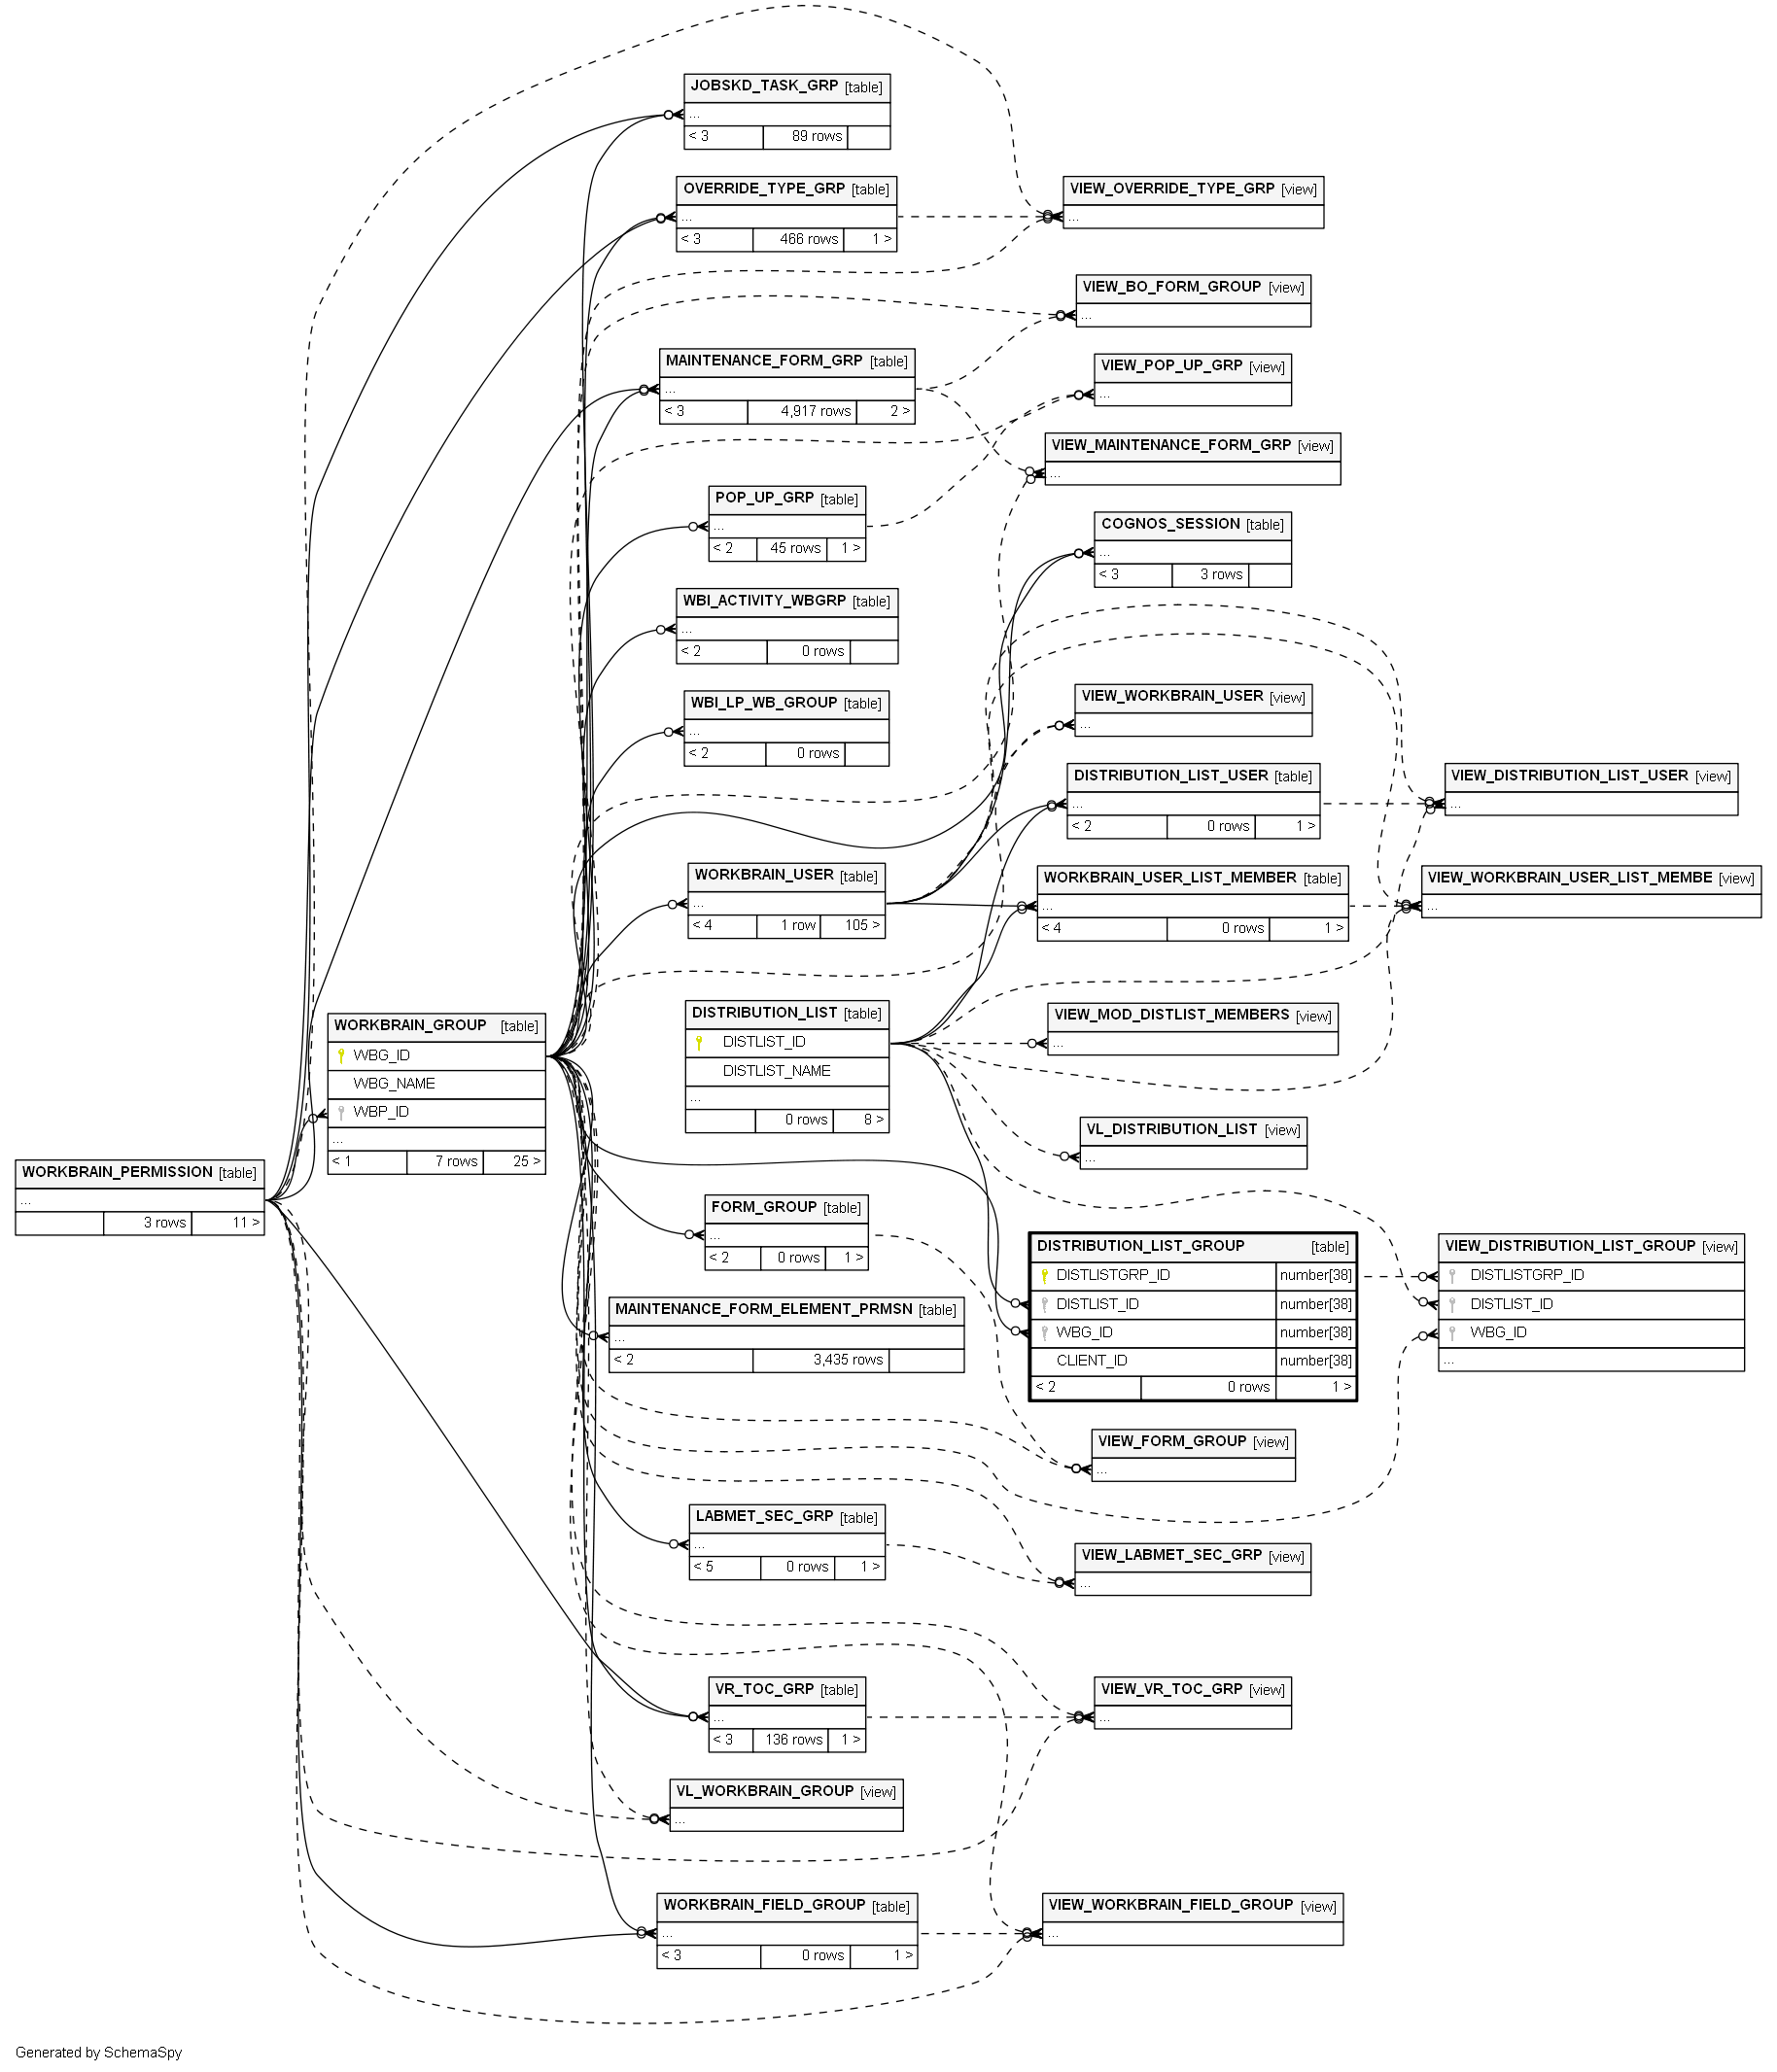 JOBSKD_TASK_GRP [table]
...
< 3 89 rows
OVERRIDE_TYPE_GRP [table]
...
< 3 466 rows 1 >
VIEW_OVERRIDE_TYPE_GRP [view]
...
VIEW_BO_FORM_GROUP [view]
...
MAINTENANCE_FORM_GRP [table]
...
< 3 4,917 rows 2 >
VIEW_POP_UP_GRP [view]
...
VIEW_MAINTENANCE_FORM_GRP [view]
...
POP_UP_GRP [table]
...
< 2 45 rows 1 >
COGNOS_SESSION [table]
...
< 3 3 rows
WBI_ACTIVITY_WBGRP [table]
...
< 2 0 rows
WBI_LP_WB_GROUP [table]
...
< 2 0 rows
VIEW_WORKBRAIN_USER [view]
...
DISTRIBUTION_LIST_USER [table]
...
< 2 0 rows 1 >
VIEW_DISTRIBUTION_LIST_USER [view]
...
WORKBRAIN_USER [table]
...
< 4 1 row 105 >
WORKBRAIN_USER_LIST_MEMBER [table]
...
< 4 0 rows 1 >
VIEW_WORKBRAIN_USER_LIST_MEMBE [view]
...
WORKBRAIN_GROUP [table]
WBG_ID
WBG_NAME
WBP_ID
...
< 1 7 rows 25 >
DISTRIBUTION_LIST [table]
DISTLIST_ID
DISTLIST_NAME
...
0 rows 8 >
VIEW_MOD_DISTLIST_MEMBERS [view]
...
VL_DISTRIBUTION_LIST [view]
...
WORKBRAIN_PERMISSION [table]
...
3 rows 11 >
FORM_GROUP [table]
...
< 2 0 rows 1 >
DISTRIBUTION_LIST_GROUP [table]
DISTLISTGRP_ID number[38]
DISTLIST_ID number[38]
WBG_ID number[38]
CLIENT_ID number[38]
< 2 0 rows 1 >
VIEW_DISTRIBUTION_LIST_GROUP [view]
DISTLISTGRP_ID
DISTLIST_ID
WBG_ID
...
MAINTENANCE_FORM_ELEMENT_PRMSN [table]
...
< 2 3,435 rows
VIEW_FORM_GROUP [view]
...
LABMET_SEC_GRP [table]
...
< 5 0 rows 1 >
VIEW_LABMET_SEC_GRP [view]
...
VR_TOC_GRP [table]
...
< 3 136 rows 1 >
VIEW_VR_TOC_GRP [view]
...
VL_WORKBRAIN_GROUP [view]
...
WORKBRAIN_FIELD_GROUP [table]
...
< 3 0 rows 1 >
VIEW_WORKBRAIN_FIELD_GROUP [view]
...
Generated by SchemaSpy